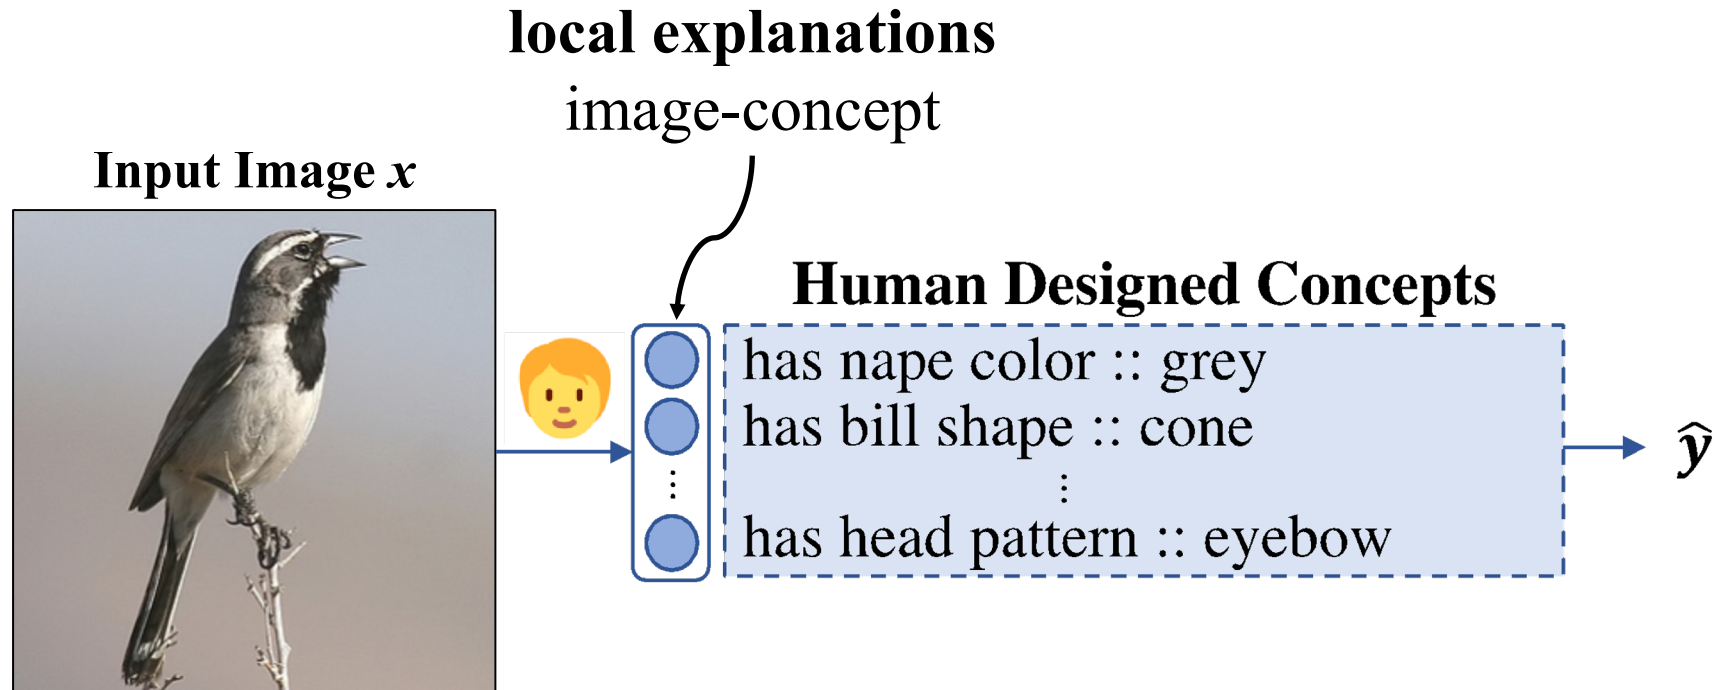 local explanations
image-concept
Input Image x
Human Designed Concepts
has nape color :: grey
has bill shape :: cone
⋮
⋮
has head pattern :: eyebow
ŷ